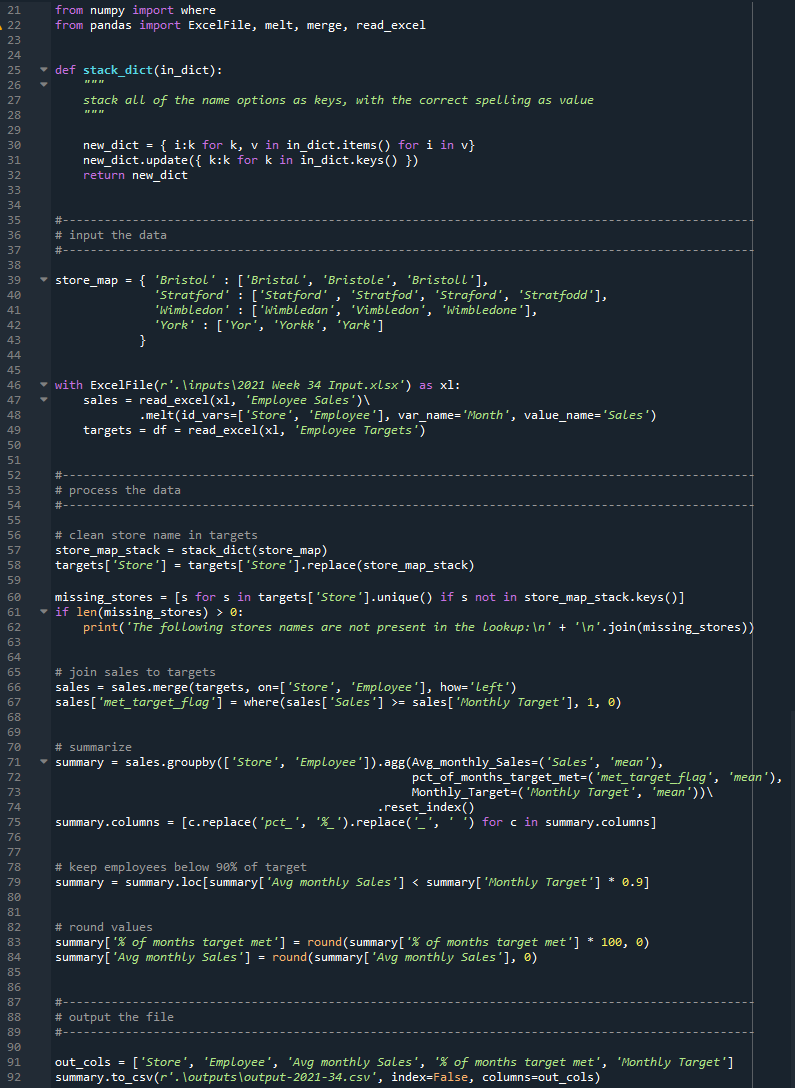 21 from numpy import where
22 from pandas import ExcelFile, melt, merge, read_excel
23
24
25 def stack_dict(in_dict):
26     """
27     stack all of the name options as keys, with the correct spelling as value
28     """
29
30     new_dict = { i:k for k, v in in_dict.items() for i in v}
31     new_dict.update({ k:k for k in in_dict.keys() })
32     return new_dict
33
34
35 #---------------------------------------------------------------------------------------------------
36 # input the data
37 #---------------------------------------------------------------------------------------------------
38
39 store_map = { 'Bristol' : ['Bristal', 'Bristole', 'Bristoll'],
40               'Stratford' : ['Statford' , 'Stratfod', 'Straford', 'Stratfodd'],
41               'Wimbledon' : ['Wimbledan', 'Vimbledon', 'Wimbledone'],
42               'York' : ['Yor', 'Yorkk', 'Yark']
43             }
44
45
46 with ExcelFile(r'.\inputs\2021 Week 34 Input.xlsx') as xl:
47     sales = read_excel(xl, 'Employee Sales')\
48             .melt(id_vars=['Store', 'Employee'], var_name='Month', value_name='Sales')
49     targets = df = read_excel(xl, 'Employee Targets')
50
51
52 #---------------------------------------------------------------------------------------------------
53 # process the data
54 #---------------------------------------------------------------------------------------------------
55
56 # clean store name in targets
57 store_map_stack = stack_dict(store_map)
58 targets['Store'] = targets['Store'].replace(store_map_stack)
59
60 missing_stores = [s for s in targets['Store'].unique() if s not in store_map_stack.keys()]
61 if len(missing_stores) > 0:
62     print('The following stores names are not present in the lookup:\n' + '\n'.join(missing_stores))
63
64
65 # join sales to targets
66 sales = sales.merge(targets, on=['Store', 'Employee'], how='left')
67 sales['met_target_flag'] = where(sales['Sales'] >= sales['Monthly Target'], 1, 0)
68
69
70 # summarize
71 summary = sales.groupby(['Store', 'Employee']).agg(Avg_monthly_Sales=('Sales', 'mean'),
72                                                    pct_of_months_target_met=('met_target_flag', 'mean'),
73                                                    Monthly_Target=('Monthly Target', 'mean'))\
74                                               .reset_index()
75 summary.columns = [c.replace('pct_', '%_').replace('_', ' ') for c in summary.columns]
76
77
78 # keep employees below 90% of target
79 summary = summary.loc[summary['Avg monthly Sales'] < summary['Monthly Target'] * 0.9]
80
81
82 # round values
83 summary['% of months target met'] = round(summary['% of months target met'] * 100, 0)
84 summary['Avg monthly Sales'] = round(summary['Avg monthly Sales'], 0)
85
86
87 #---------------------------------------------------------------------------------------------------
88 # output the file
89 #---------------------------------------------------------------------------------------------------
90
91 out_cols = ['Store', 'Employee', 'Avg monthly Sales', '% of months target met', 'Monthly Target']
92 summary.to_csv(r'.\outputs\output-2021-34.csv', index=False, columns=out_cols)